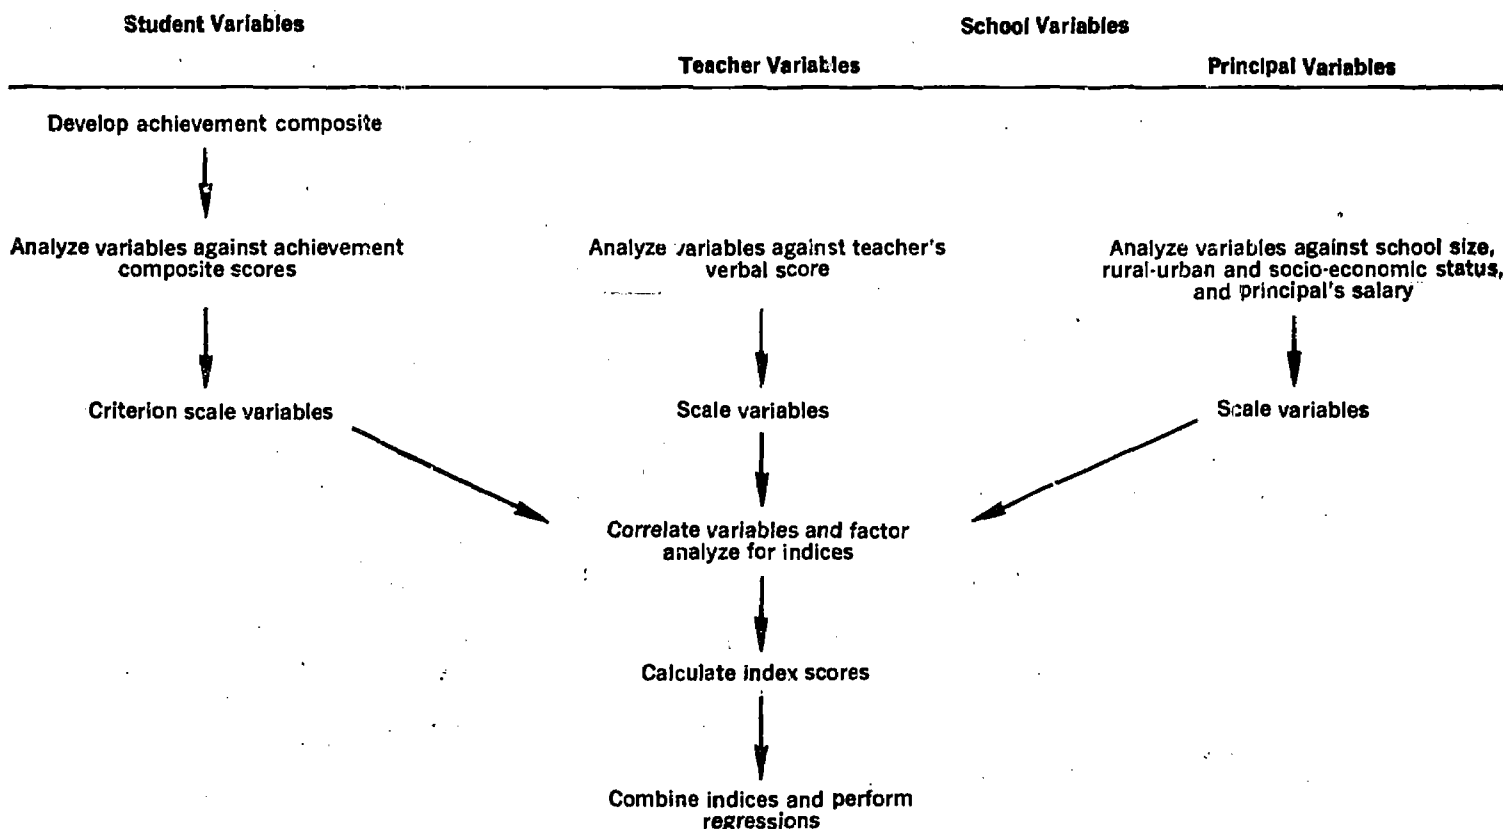 Student Variables
School Variables
Teacher Variables
Principal Variables
Develop achievement composite
Analyze variables against achievement
composite scores
Analyze variables against teacher's
verbal score
Analyze variables against school size,
rural-urban and socio-economic status,
and principal's salary
Criterion scale variables
Scale variables
Scale variables
Correlate variables and factor
analyze for indices
Calculate index scores
Combine indices and perform
regressions